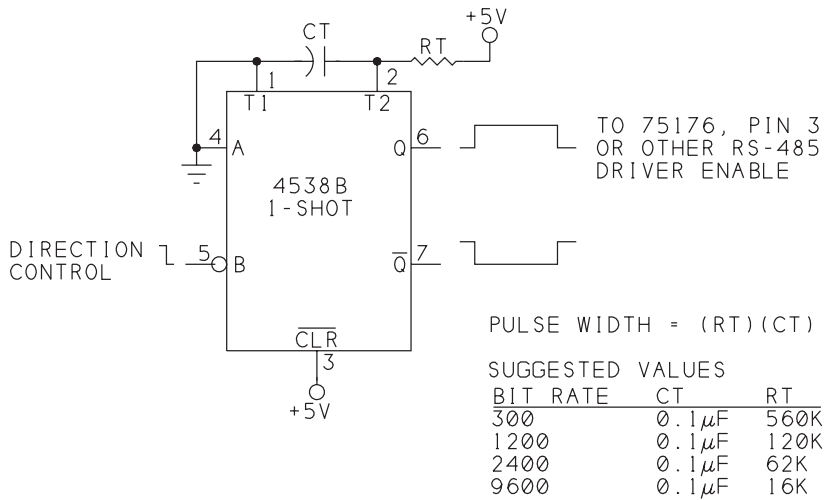 +5V
CT
RT
1
2
T1
T2
4
A
Q
6
TO 75176, PIN 3
OR OTHER RS-485
DRIVER ENABLE
4538B
1-SHOT
DIRECTION
CONTROL
5
B
Q
7
CLR
3
+5V
PULSE WIDTH = (RT)(CT)
SUGGESTED VALUES
BIT RATE CT RT
300 0.1µF 560K
1200 0.1µF 120K
2400 0.1µF 62K
9600 0.1µF 16K